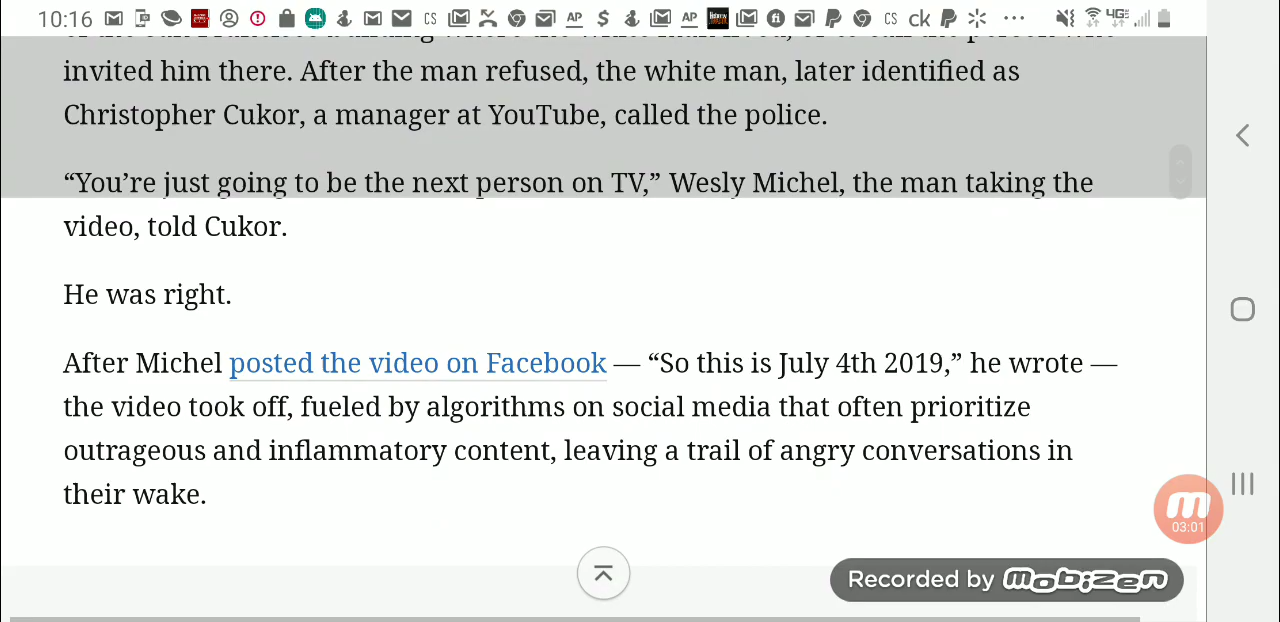 10:16
invited him there. After the man refused, the white man, later identified as
Christopher Cukor, a manager at YouTube, called the police.
“You’re just going to be the next person on TV,” Wesly Michel, the man taking the
video, told Cukor.
He was right.
After Michel posted the video on Facebook — “So this is July 4th 2019,” he wrote —
the video took off, fueled by algorithms on social media that often prioritize
outrageous and inflammatory content, leaving a trail of angry conversations in
their wake.
03:01
Recorded by mobizen